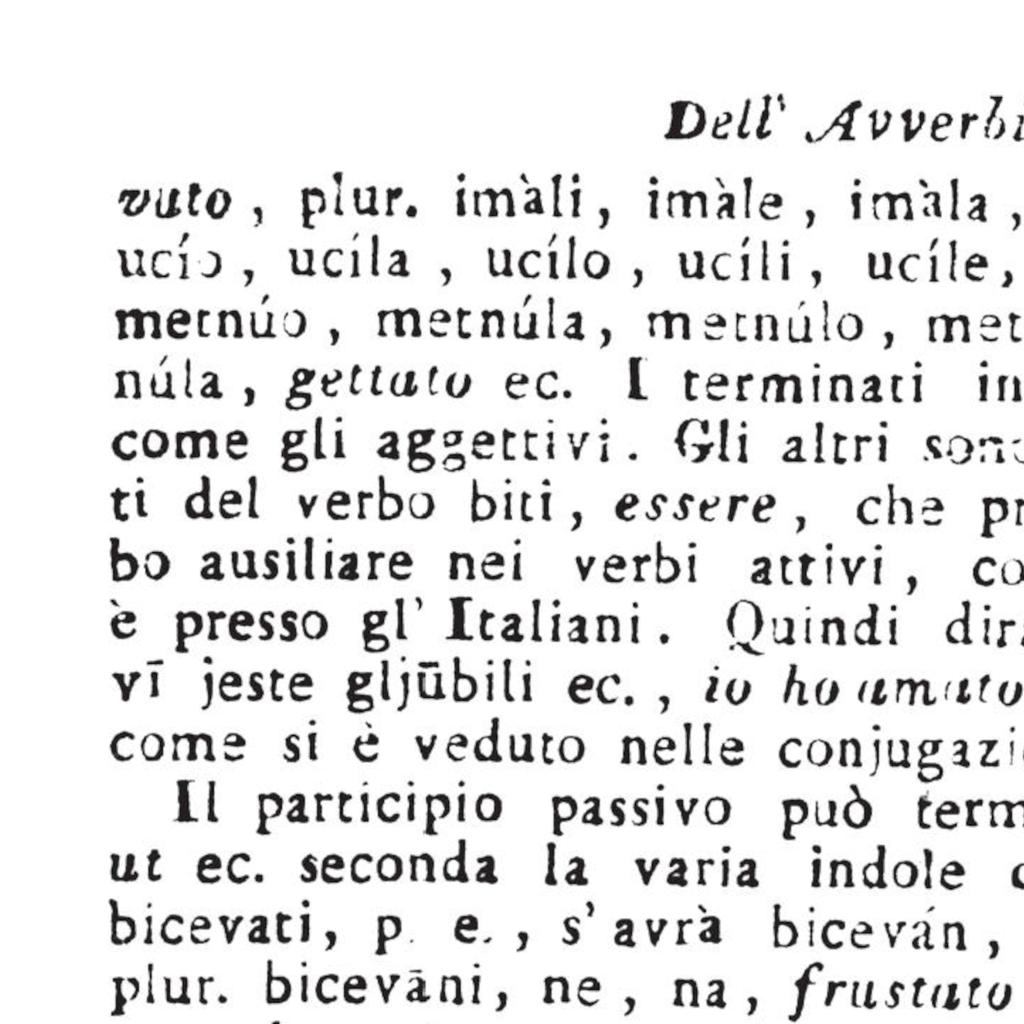 Dell' Avverbi
vuto, plur. imàli, imàle, imàla,
ucío, ucíla, ucílo, ucíli, ucíle,
metnúo, metnúla, metnúlo, met
núla, gettato ec. I terminati in
come gli aggettivi. Gli altri sono
ti del verbo biti, essere, che pr
bo ausiliare nei verbi attivi, co
è presso gl' Italiani. Quindi dir
vī jeste gljūbili ec., io ho amato
come si è veduto nelle conjugazi
Il participio passivo può term
ut ec. seconda la varia indole
bicevati, p. e., s' avrà biceván,
plur. bicevāni, ne, na, frustato